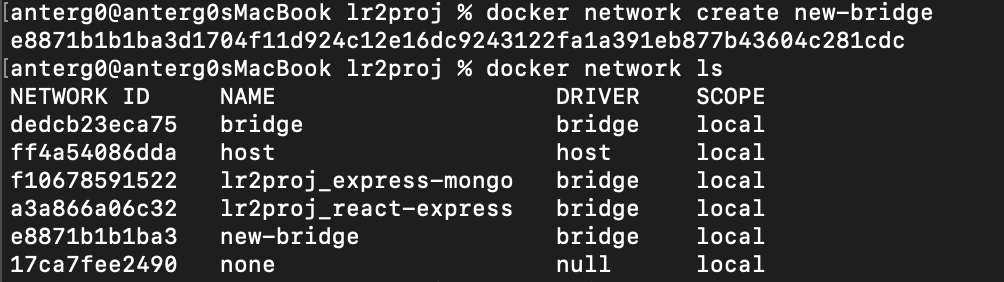 [anterg0@anterg0sMacBook lr2proj % docker network create new-bridge
e8871b1b1ba3d1704f11d924c12e16dc9243122fa1a391eb877b43604c281cdc
[anterg0@anterg0sMacBook lr2proj % docker network ls
NETWORK ID     NAME                     DRIVER    SCOPE
dedcb23eca75   bridge                   bridge    local
ff4a54086dda   host                     host      local
f10678591522   lr2proj_express-mongo    bridge    local
a3a866a06c32   lr2proj_react-express    bridge    local
e8871b1b1ba3   new-bridge               bridge    local
17ca7fee2490   none                     null      local